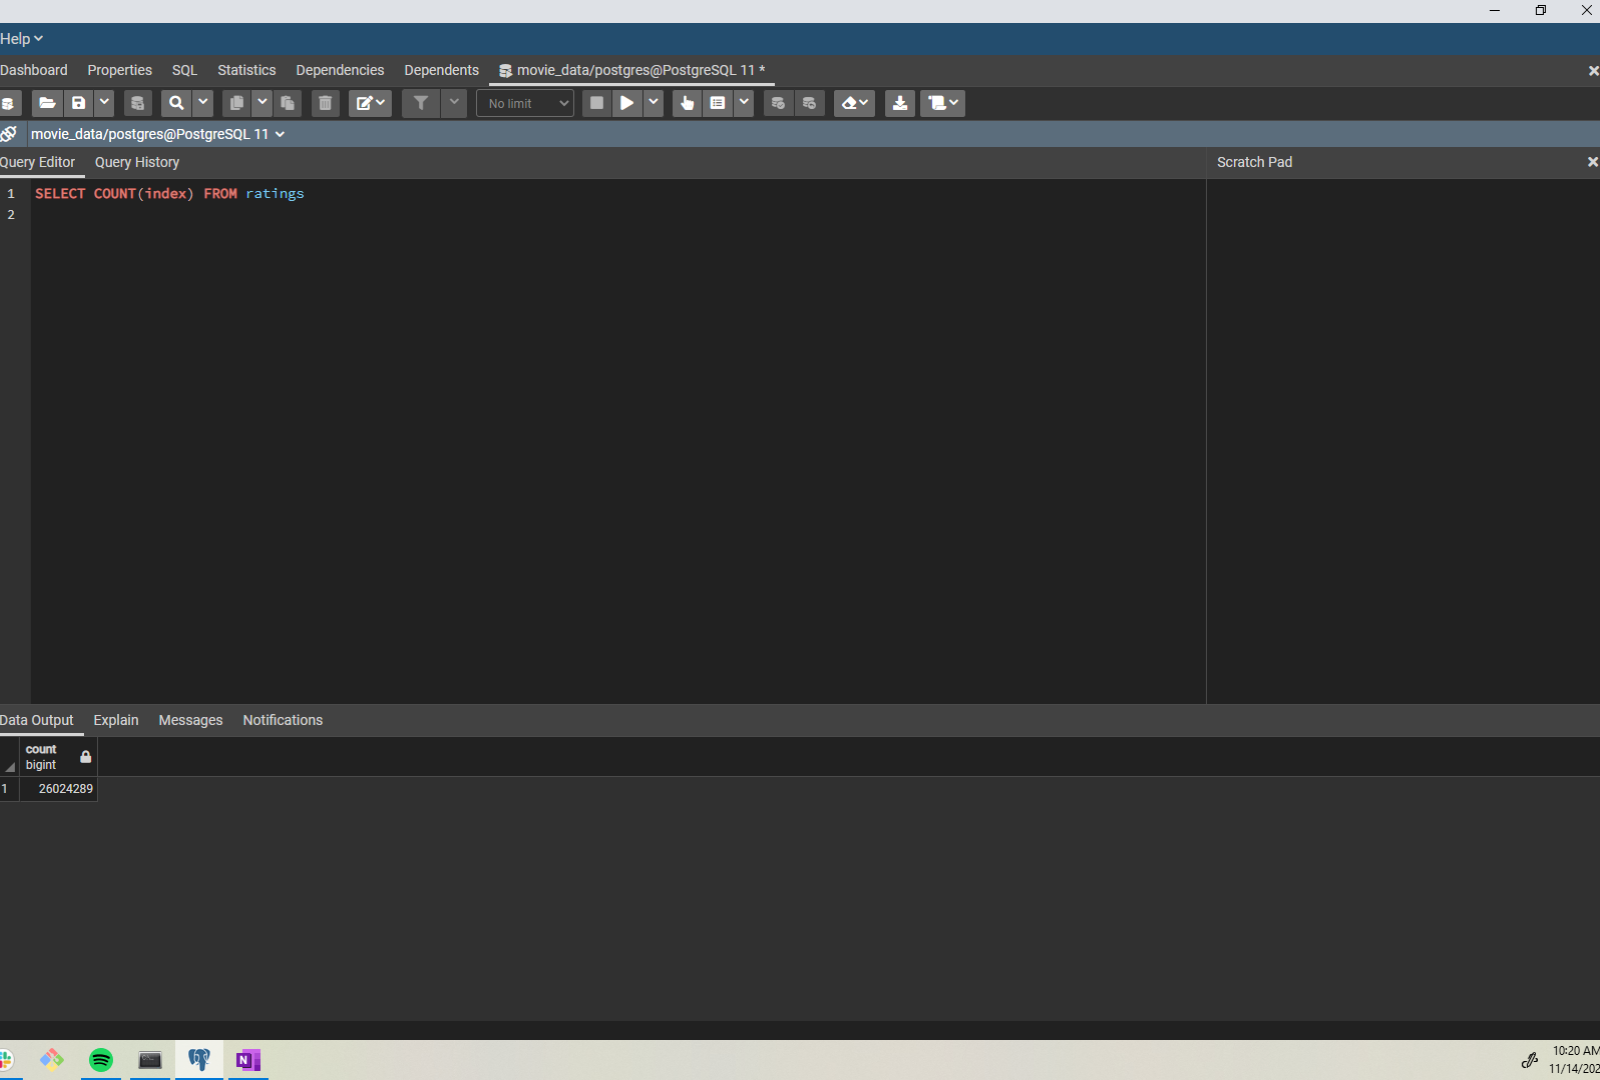 Help
Dashboard Properties SQL Statistics Dependencies Dependents movie_data/postgres@PostgreSQL 11 *
No limit
movie_data/postgres@PostgreSQL 11
Query Editor Query History Scratch Pad
1 SELECT COUNT(index) FROM ratings
2
Data Output Explain Messages Notifications
count
bigint
1 26024289
N
10:20 AM
11/14/202